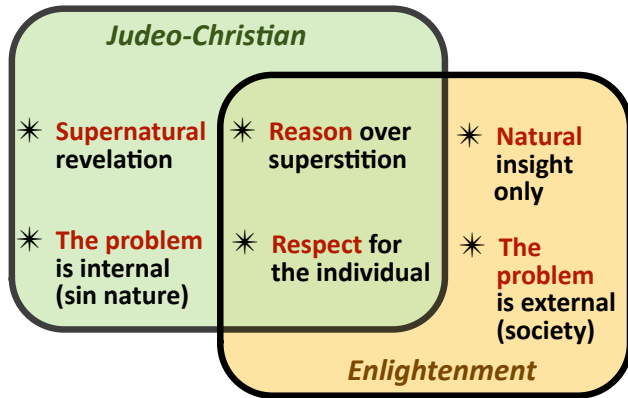 Judeo-Christian
✴ Supernatural
revelation
✴ The problem
is internal
(sin nature)
✴ Reason over
superstition
✴ Respect for
the individual
✴ Natural
insight
only
✴ The
problem
is external
(society)
Enlightenment